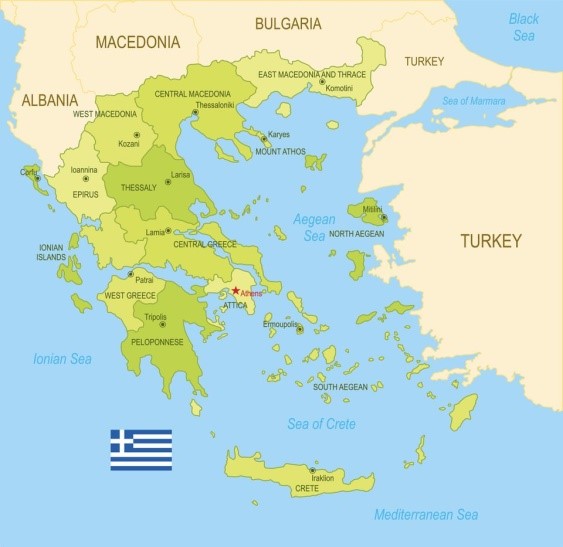 BULGARIA
Black
Sea
MACEDONIA
TURKEY
EAST MACEDONIA AND THRACE
Komotini
CENTRAL MACEDONIA
Thessaloniki
ALBANIA
Sea of Marmara
WEST MACEDONIA
Kozani
Karyes
MOUNT ATHOS
Corfu
Ioannina
EPIRUS
Larisa
THESSALY
Mitilini
NORTH AEGEAN
Aegean
Sea
TURKEY
Lamia
CENTRAL GREECE
IONIAN
ISLANDS
Patrai
WEST GREECE
Athens
ATTICA
Tripolis
PELOPONNESE
Ermoupolis
Ionian Sea
SOUTH AEGEAN
Sea of Crete
Iraklion
CRETE
Mediterranean Sea